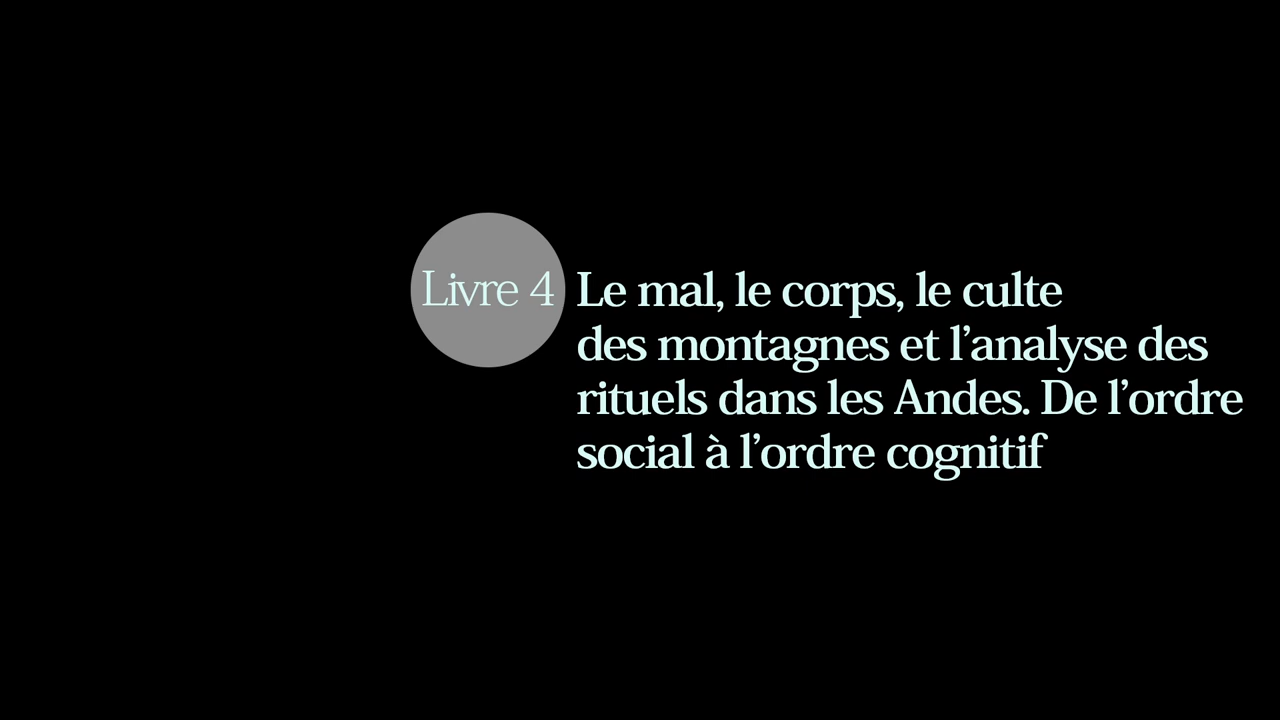 Livre 4 Le mal, le corps, le culte
des montagnes et l’analyse des
rituels dans les Andes. De l’ordre
social à l’ordre cognitif